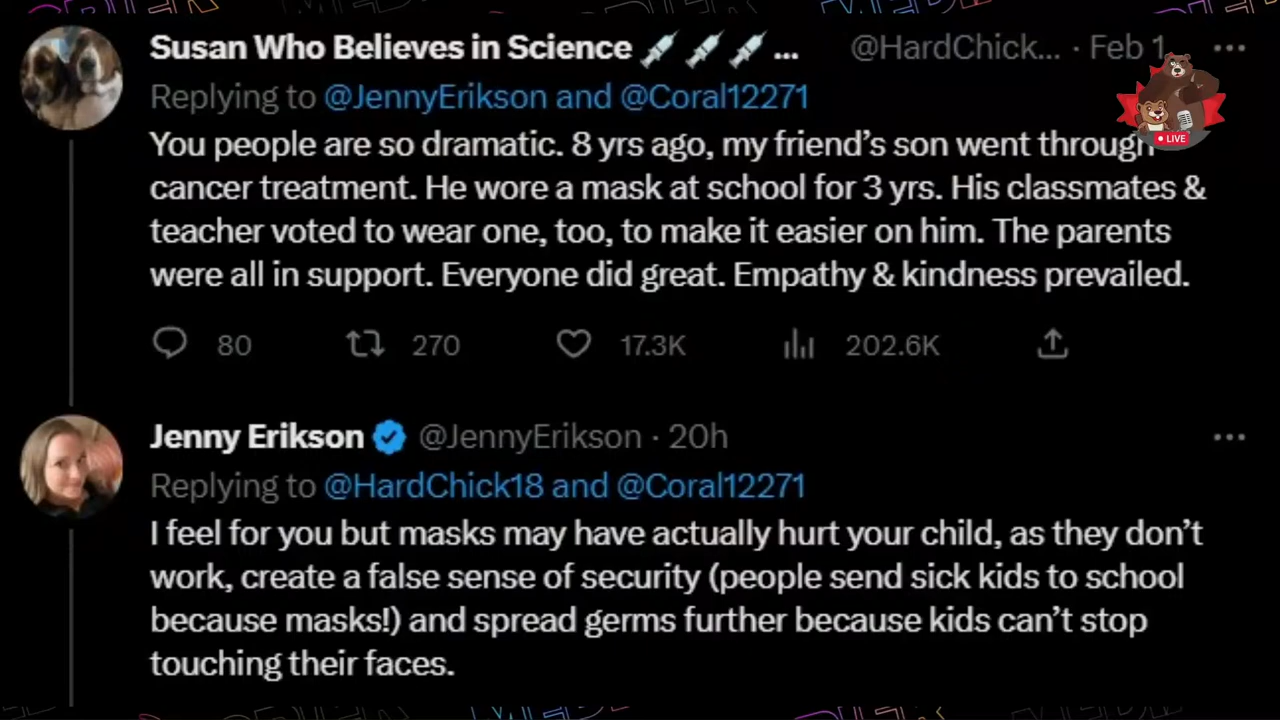 Susan Who Believes in Science 💉💉💉... @HardChick... · Feb 1
Replying to @JennyErikson and @Coral12271
You people are so dramatic. 8 yrs ago, my friend's son went through
cancer treatment. He wore a mask at school for 3 yrs. His classmates &
teacher voted to wear one, too, to make it easier on him. The parents
were all in support. Everyone did great. Empathy & kindness prevailed.
80 270 17.3K 202.6K
LIVE
Jenny Erikson @JennyErikson · 20h
Replying to @HardChick18 and @Coral12271
I feel for you but masks may have actually hurt your child, as they don't
work, create a false sense of security (people send sick kids to school
because masks!) and spread germs further because kids can't stop
touching their faces.